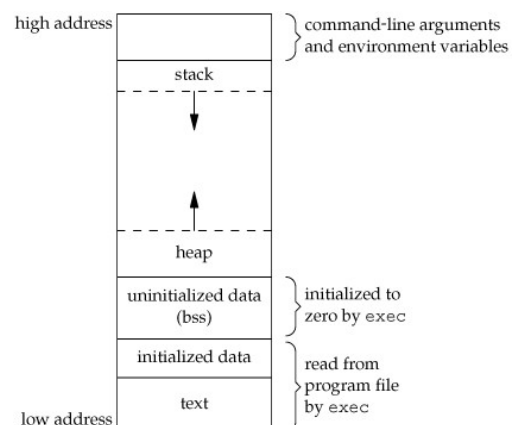 high address
command-line arguments
and environment variables
stack
heap
uninitialized data
(bss)
initialized to
zero by exec
initialized data
read from
program file
by exec
text
low address